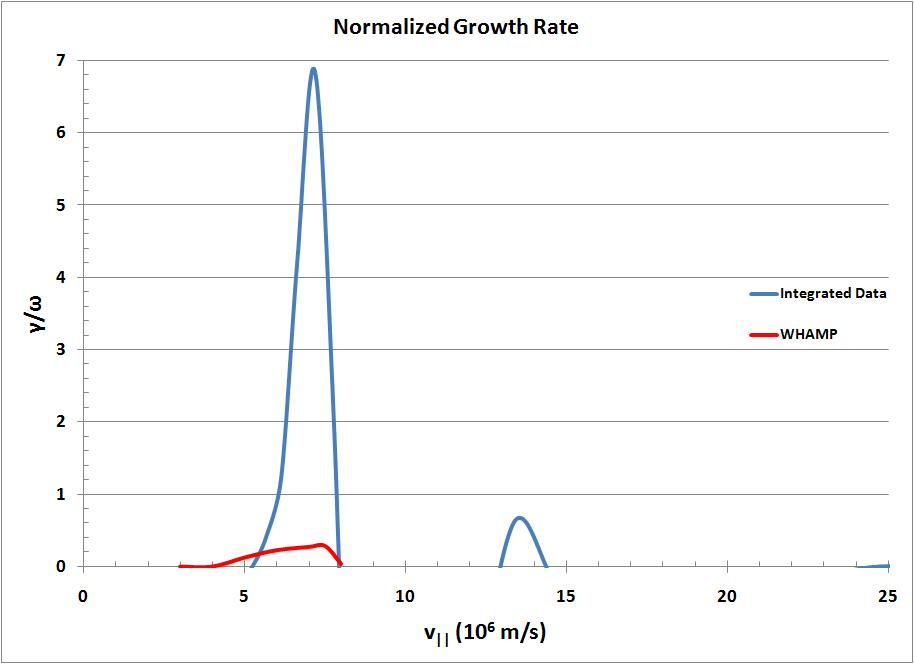 Normalized Growth Rate
7
6
5
4
3
2
1
0
γ/ω
Integrated Data
WHAMP
0 5 10 15 20 25
v|| (10⁶ m/s)